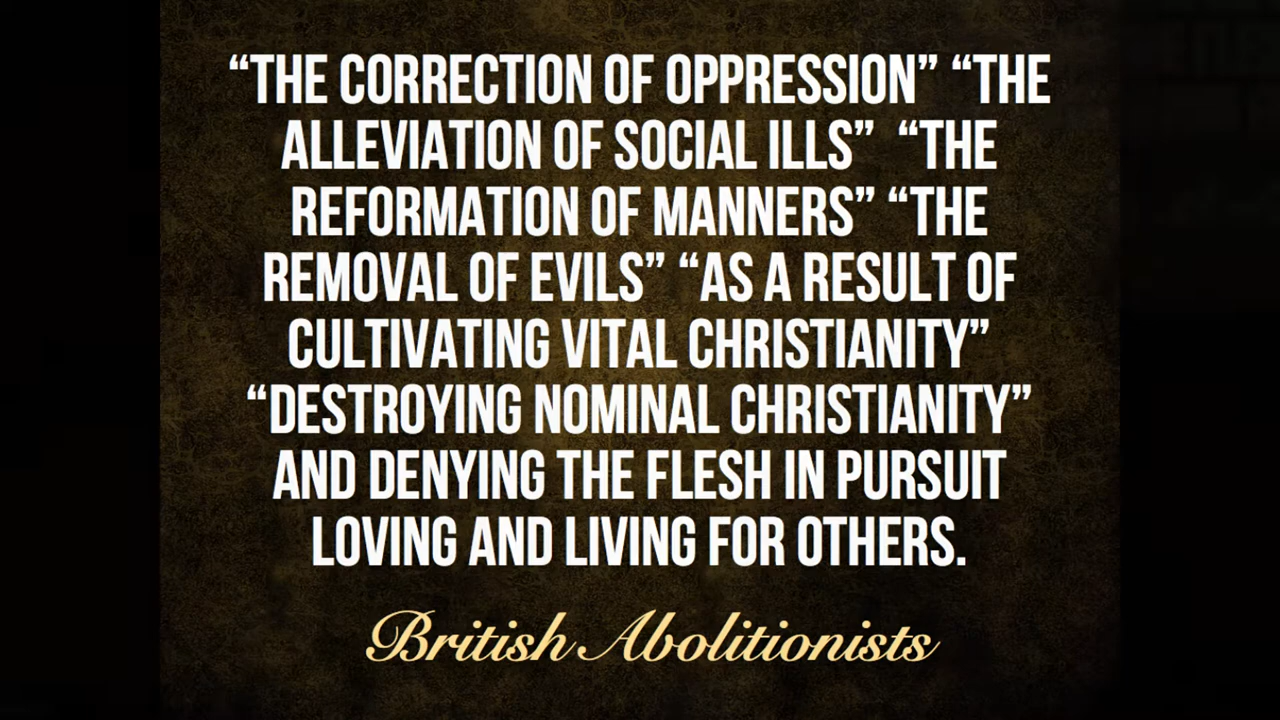 “THE CORRECTION OF OPPRESSION” “THE
ALLEVIATION OF SOCIAL ILLS”  “THE
REFORMATION OF MANNERS” “THE
REMOVAL OF EVILS” “AS A RESULT OF
CULTIVATING VITAL CHRISTIANITY”
“DESTROYING NOMINAL CHRISTIANITY”
AND DENYING THE FLESH IN PURSUIT
LOVING AND LIVING FOR OTHERS.
British Abolitionists